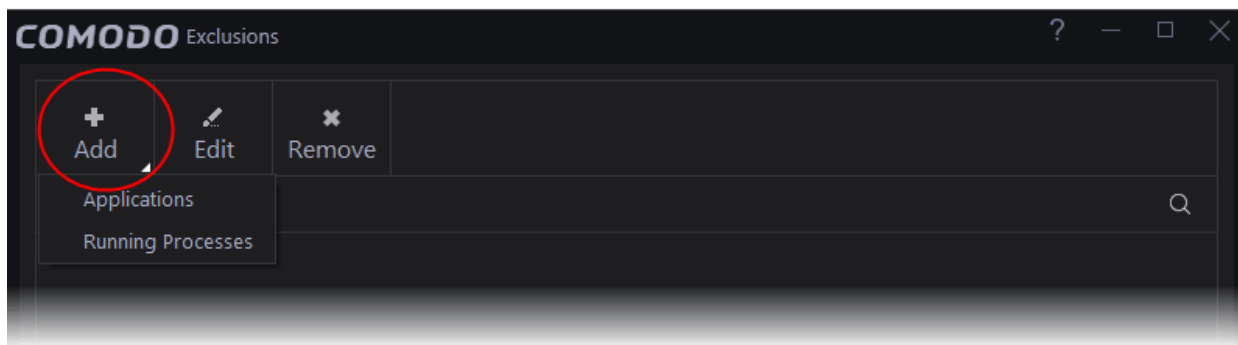 COMODO Exclusions
Add Edit Remove
Applications
Running Processes